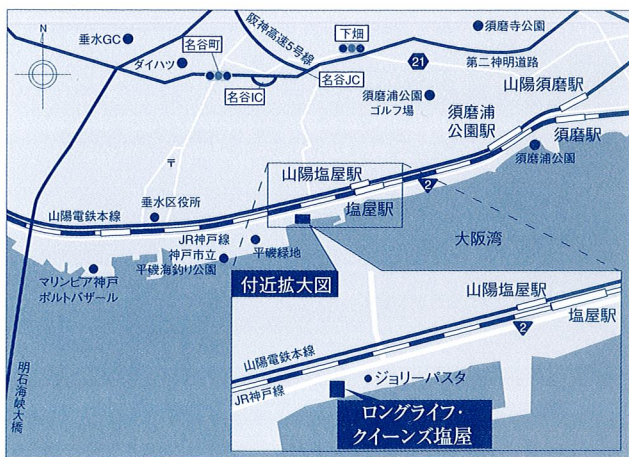 N
垂水GC
ダイハツ
名谷町
名谷IC
阪神高速5号線
名谷JC
下畑
21
須磨寺公園
第二神明道路
須磨浦公園
ゴルフ場
山陽須磨駅
須磨浦
公園駅
須磨駅
須磨浦公園
〒
垂水区役所
山陽電鉄本線
山陽塩屋駅
塩屋駅
2
大阪湾
JR神戸線
神戸市立
平磯海釣り公園
平磯緑地
マリンピア神戸
ポルトバザール
明石海峡大橋
付近拡大図
山陽塩屋駅
塩屋駅
2
山陽電鉄本線
JR神戸線
ジョリーパスタ
ロングライフ・
クイーンズ塩屋